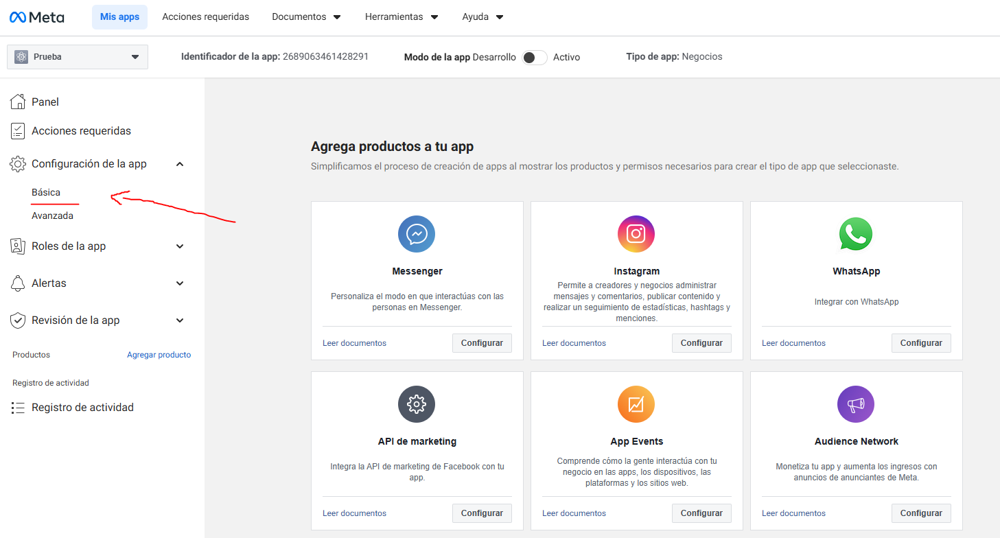 Meta
Mis apps
Acciones requeridas
Documentos
Herramientas
Ayuda
Prueba
Identificador de la app: 2689063461428291
Modo de la app Desarrollo
Activo
Tipo de app: Negocios
Panel
Acciones requeridas
Configuración de la app
Básica
Avanzada
Roles de la app
Alertas
Revisión de la app
Productos
Agregar producto
Registro de actividad
Registro de actividad
Agrega productos a tu app
Simplificamos el proceso de creación de apps al mostrar los productos y permisos necesarios para crear el tipo de app que seleccionaste.
Messenger
Personaliza el modo en que interactúas con las
personas en Messenger.
Leer documentos
Configurar
Instagram
Permite a creadores y negocios administrar
mensajes y comentarios, publicar contenido y
realizar un seguimiento de estadísticas, hashtags y
menciones.
Leer documentos
Configurar
WhatsApp
Integrar con WhatsApp
Leer documentos
Configurar
API de marketing
Integra la API de marketing de Facebook con tu
app.
Leer documentos
Configurar
App Events
Comprende cómo la gente interactúa con tu
negocio en las apps, los dispositivos, las
plataformas y los sitios web.
Leer documentos
Configurar
Audience Network
Monetiza tu app y aumenta los ingresos con
anuncios de anunciantes de Meta.
Leer documentos
Configurar